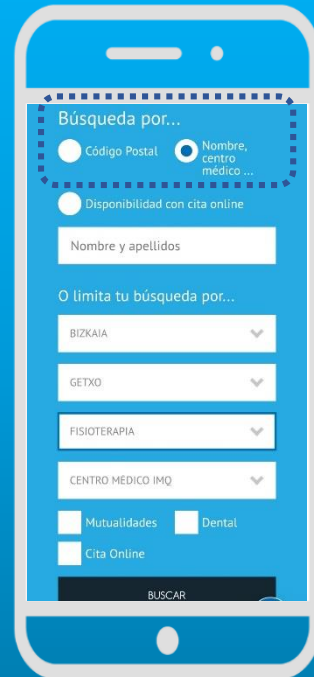 Búsqueda por...
Código Postal
Nombre,
centro
médico ...
Disponibilidad con cita online
Nombre y apellidos
O limita tu búsqueda por...
BIZKAIA
GETXO
FISIOTERAPIA
CENTRO MÉDICO IMQ
Mutualidades
Dental
Cita Online
BUSCAR